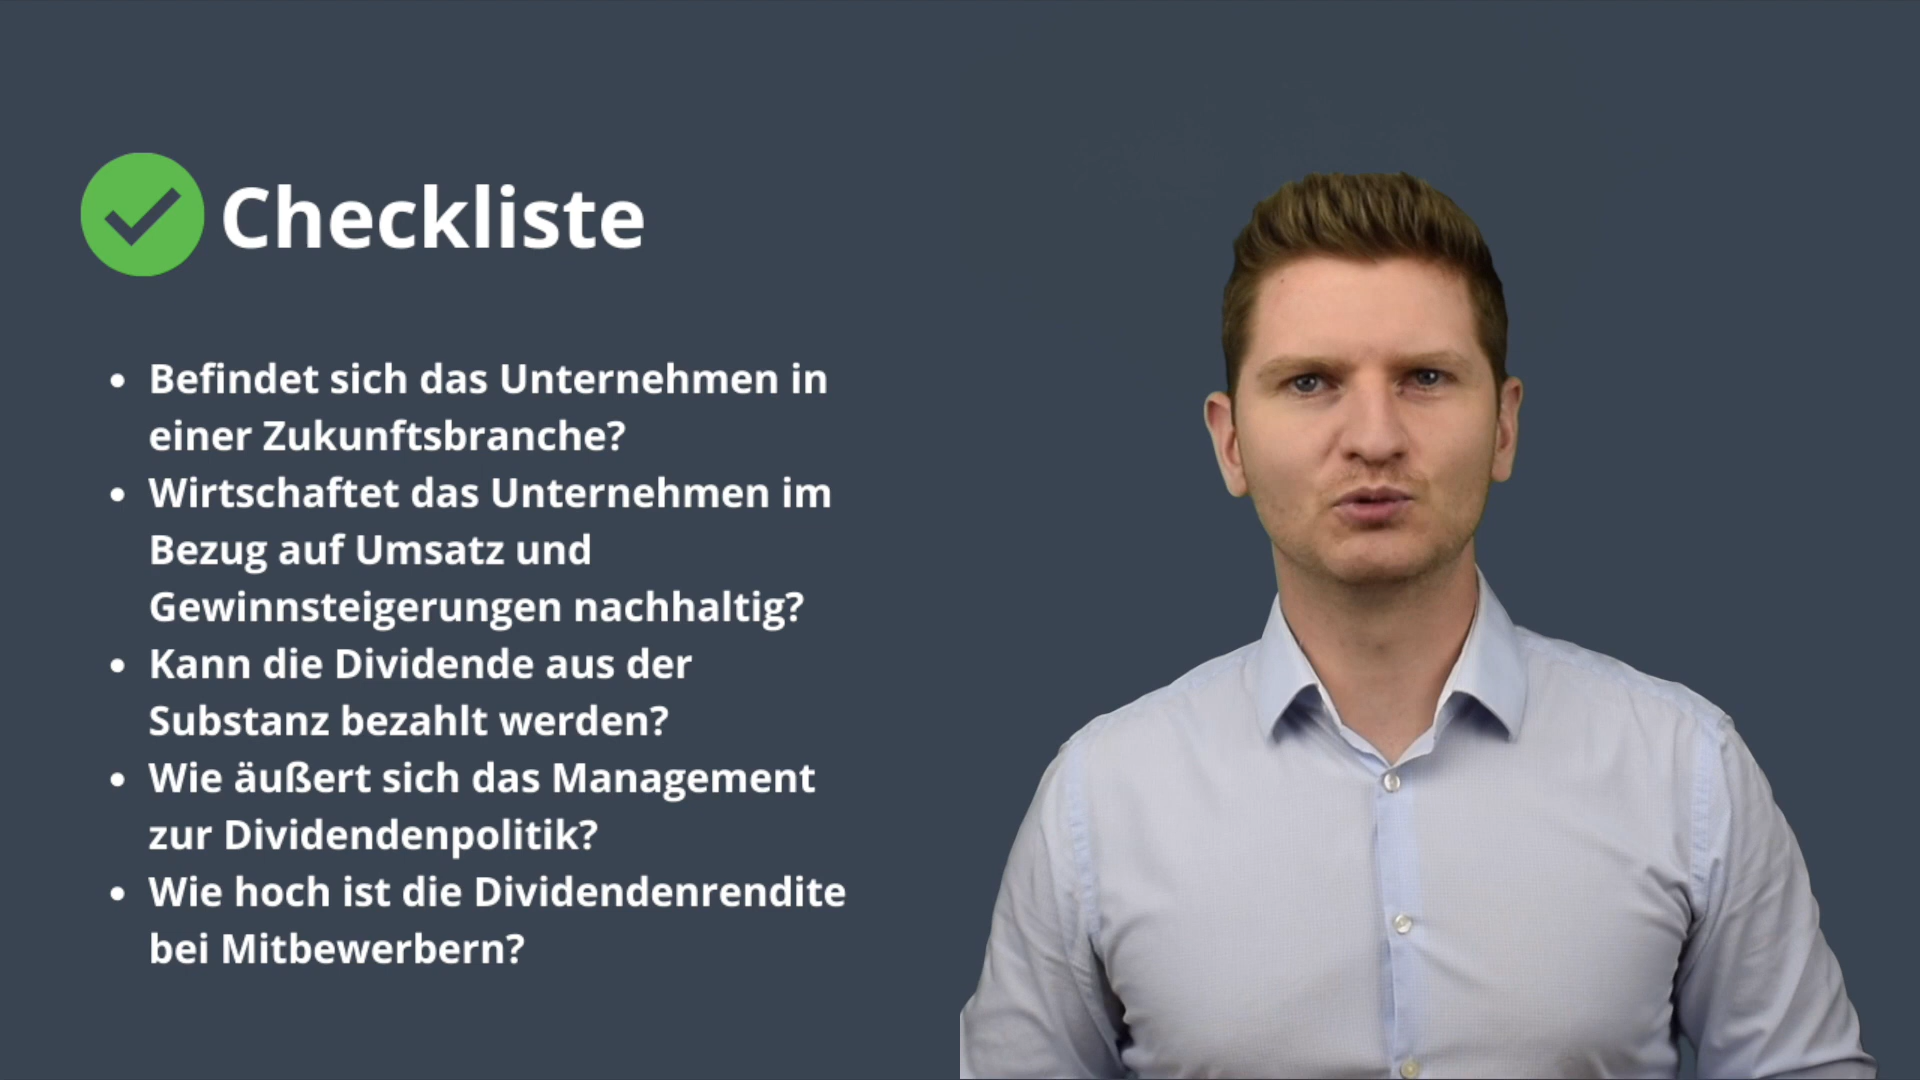 Checkliste
• Befindet sich das Unternehmen in
einer Zukunftsbranche?
• Wirtschaftet das Unternehmen im
Bezug auf Umsatz und
Gewinnsteigerungen nachhaltig?
• Kann die Dividende aus der
Substanz bezahlt werden?
• Wie äußert sich das Management
zur Dividendenpolitik?
• Wie hoch ist die Dividendenrendite
bei Mitbewerbern?